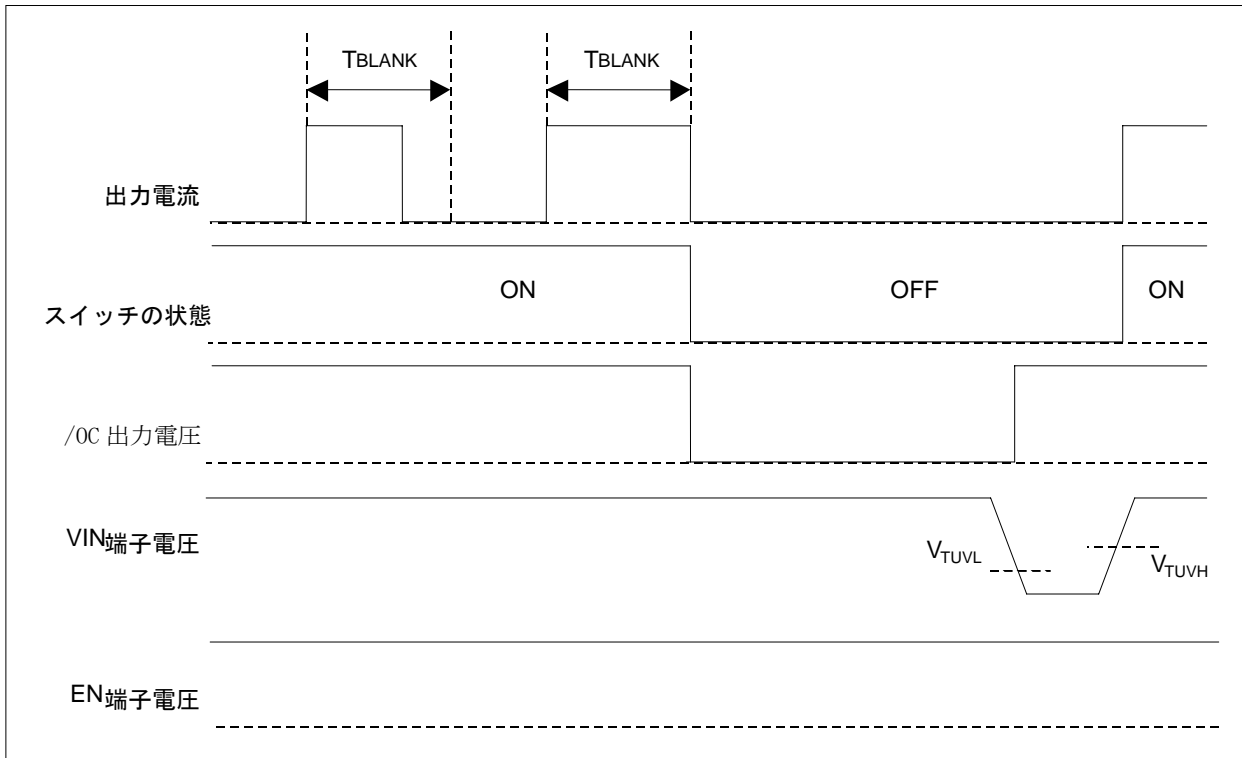 TBLANK
TBLANK
出力電流
ON
OFF
ON
スイッチの状態
/OC 出力電圧
VIN端子電圧
VTUVL
VTUVH
EN端子電圧